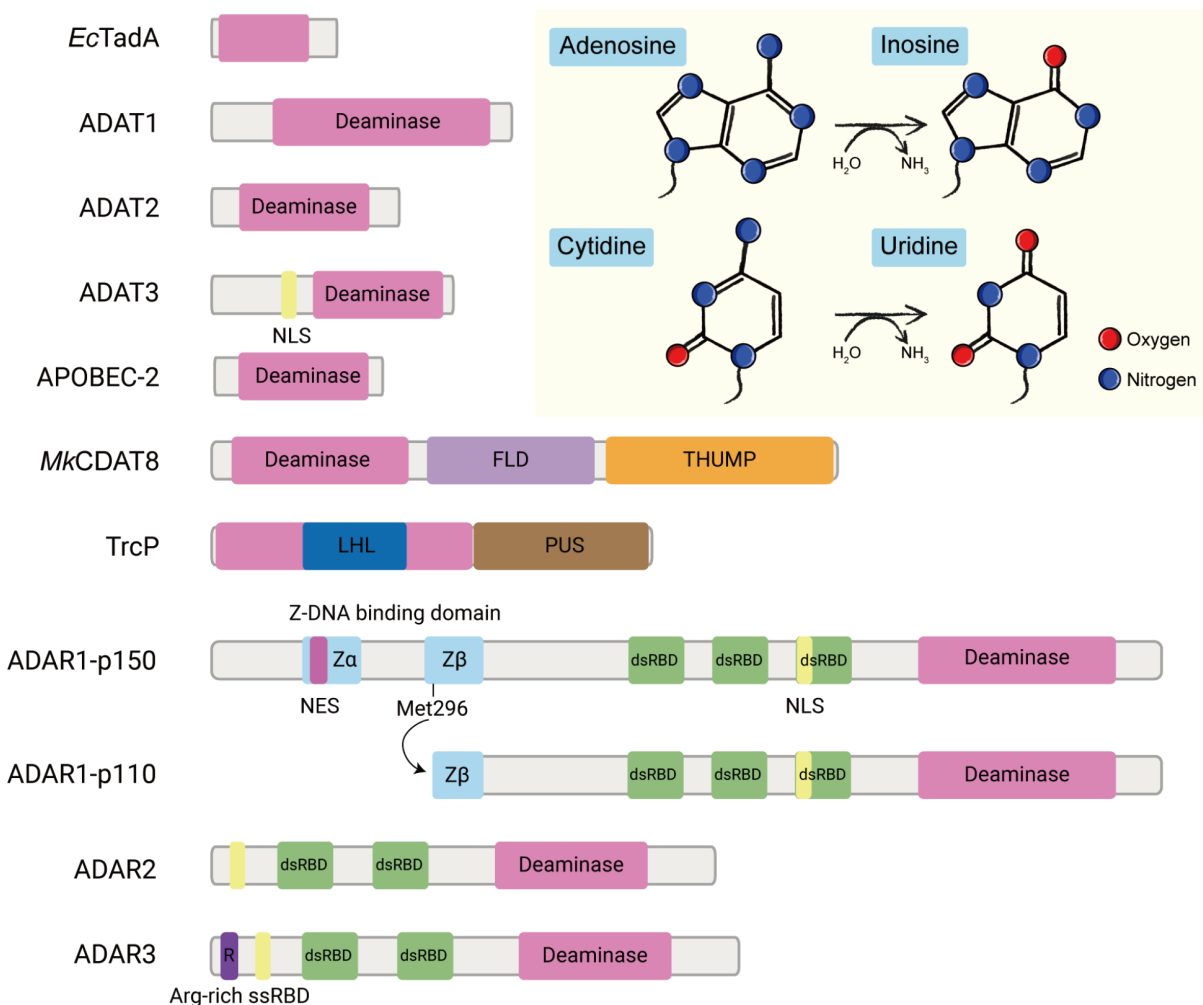 EcTadA
ADAT1
Deaminase
ADAT2
Deaminase
ADAT3
Deaminase
NLS
APOBEC-2
Deaminase
MkCDAT8
Deaminase FLD THUMP
TrcP
LHL PUS
Z-DNA binding domain
ADAR1-p150
Zα Zβ dsRBD dsRBD dsRBD Deaminase
NES Met296 NLS
ADAR1-p110
Zβ dsRBD dsRBD dsRBD Deaminase
ADAR2
dsRBD dsRBD Deaminase
ADAR3
R dsRBD dsRBD Deaminase
Arg-rich ssRBD
Adenosine Inosine
H₂O NH₃
Cytidine Uridine
H₂O NH₃
Oxygen
Nitrogen